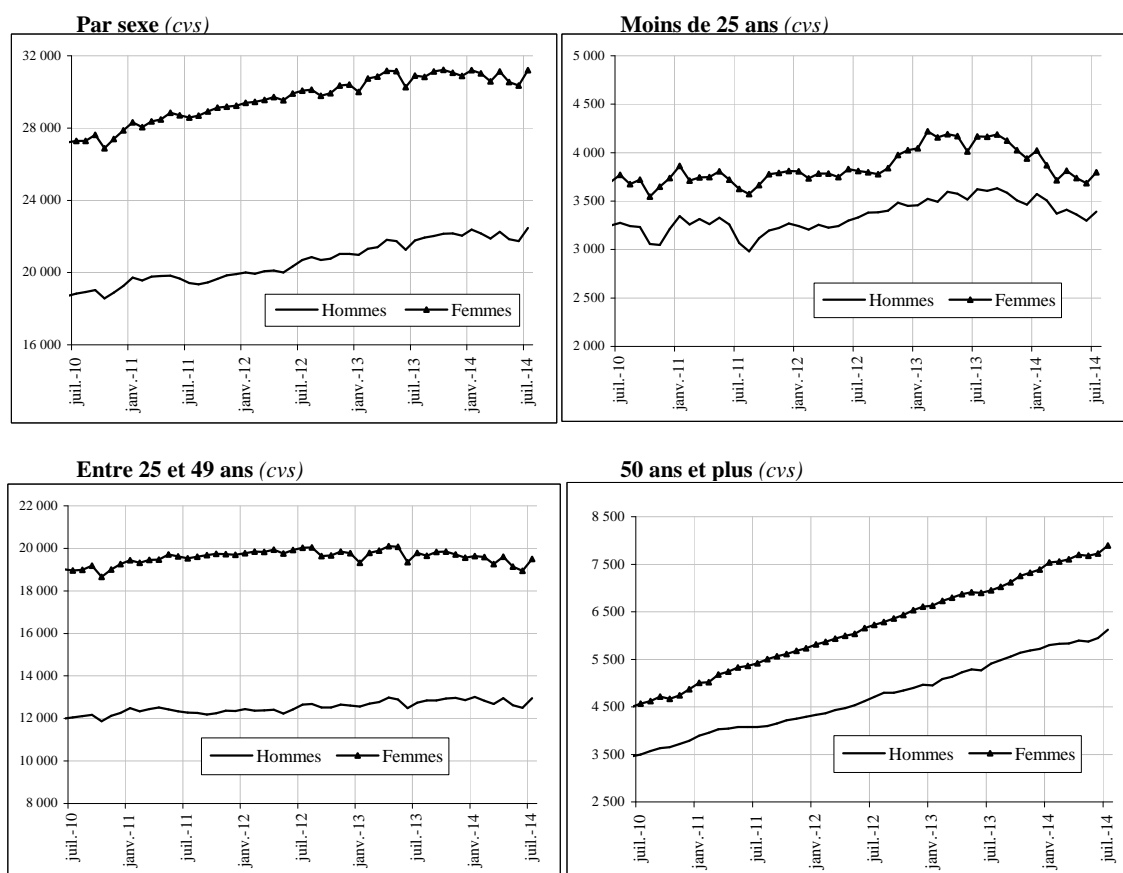 Par sexe (cvs)
32 000
28 000
24 000
20 000
16 000
Hommes
Femmes
juil.-10
janv.-11
juil.-11
janv.-12
juil.-12
janv.-13
juil.-13
janv.-14
juil.-14
Moins de 25 ans (cvs)
5 000
4 500
4 000
3 500
3 000
2 500
2 000
Hommes
Femmes
juil.-10
janv.-11
juil.-11
janv.-12
juil.-12
janv.-13
juil.-13
janv.-14
juil.-14
Entre 25 et 49 ans (cvs)
22 000
20 000
18 000
16 000
14 000
12 000
10 000
8 000
Hommes
Femmes
juil.-10
janv.-11
juil.-11
janv.-12
juil.-12
janv.-13
juil.-13
janv.-14
juil.-14
50 ans et plus (cvs)
8 500
7 500
6 500
5 500
4 500
3 500
2 500
Hommes
Femmes
juil.-10
janv.-11
juil.-11
janv.-12
juil.-12
janv.-13
juil.-13
janv.-14
juil.-14